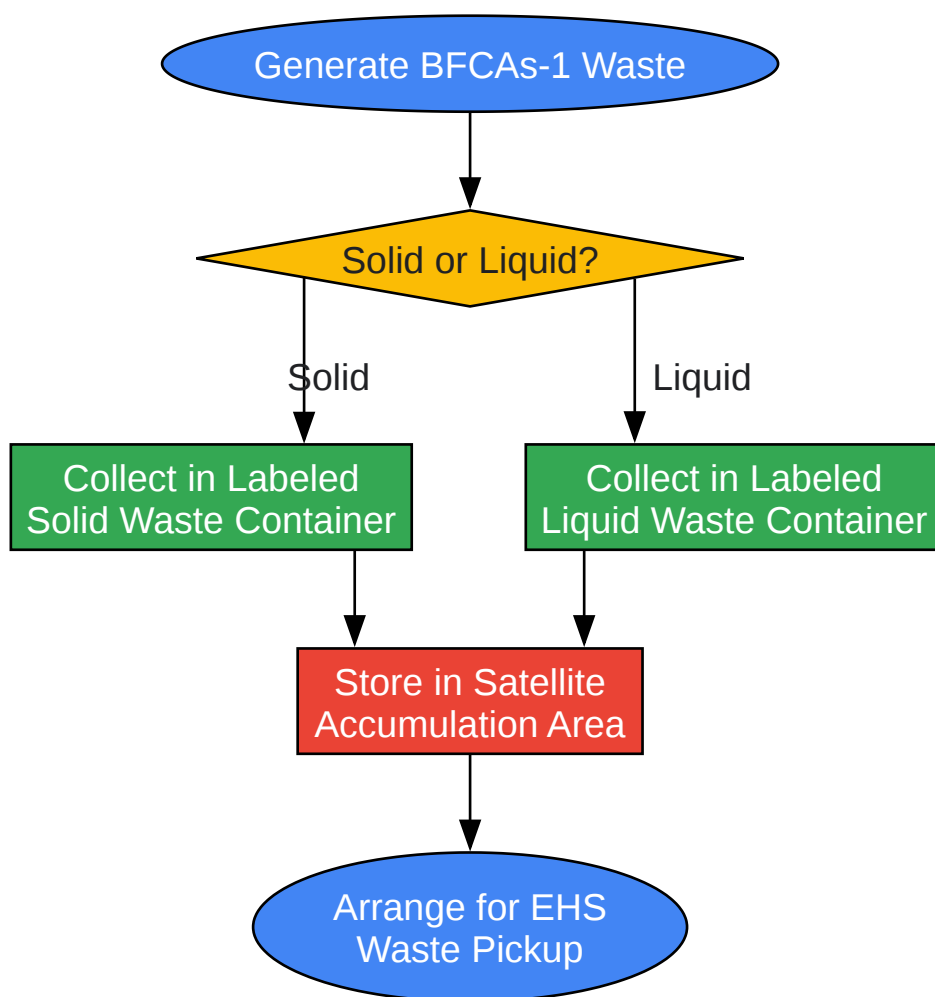 Generate BFCAs-1 Waste
Solid or Liquid?
Solid
Liquid
Collect in Labeled
Solid Waste Container
Collect in Labeled
Liquid Waste Container
Store in Satellite
Accumulation Area
Arrange for EHS
Waste Pickup